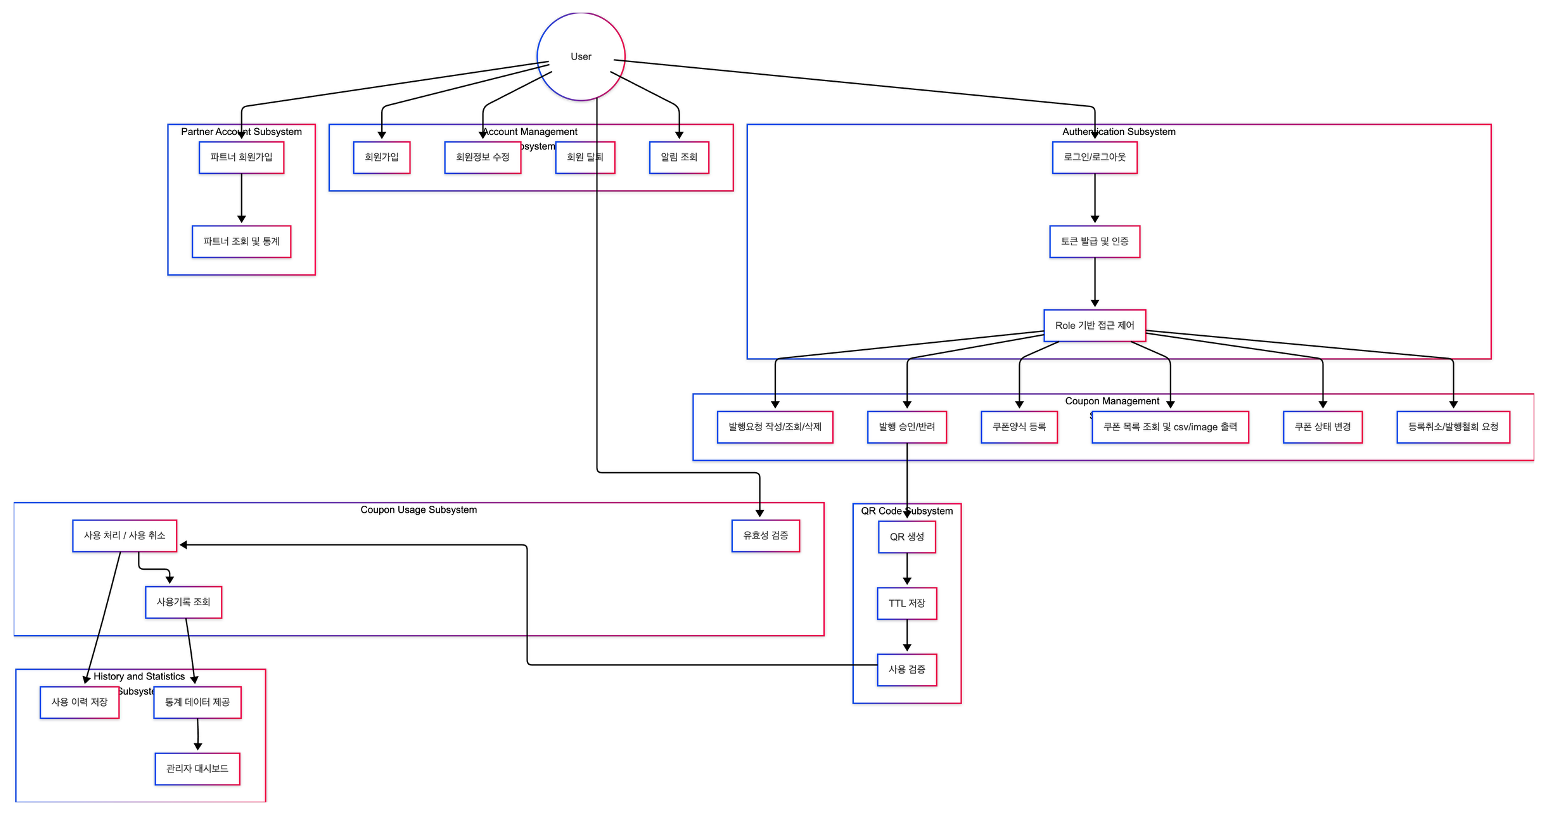 User
Partner Account Subsystem
파트너 회원가입
파트너 조회 및 통계
Account Management
Subsystem
회원가입
회원정보 수정
회원 탈퇴
알림 조회
Authentication Subsystem
로그인/로그아웃
토큰 발급 및 인증
Role 기반 접근 제어
Coupon Management
발행요청 작성/조회/삭제
발행 승인/반려
쿠폰양식 등록
쿠폰 목록 조회 및 csv/image 출력
쿠폰 상태 변경
등록취소/발행철회 요청
Coupon Usage Subsystem
사용 처리 / 사용 취소
유효성 검증
사용기록 조회
QR Code Subsystem
QR 생성
TTL 저장
사용 검증
History and Statistics
Subsystem
사용 이력 저장
통계 데이터 제공
관리자 대시보드